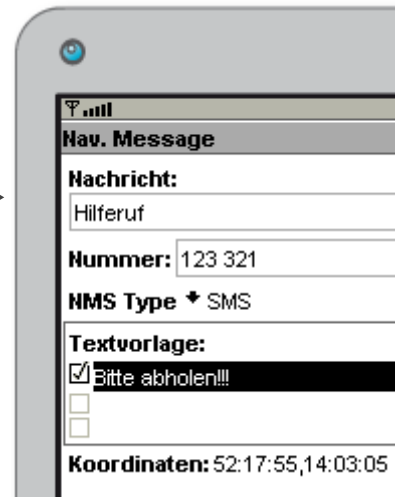 Nav. Message
Nachricht:
Hilferuf
Nummer: 123 321
NMS Type SMS
Textvorlage:
Bitte abholen!!!
Koordinaten: 52:17:55,14:03:05